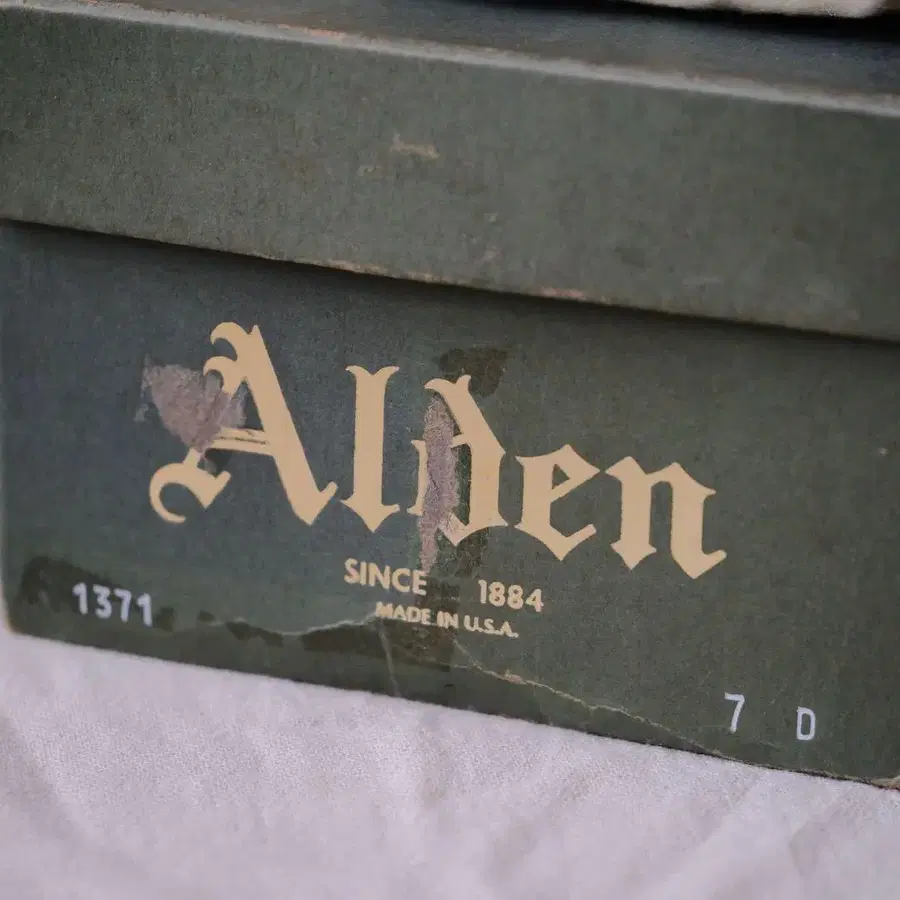 Alden
SINCE 1884
MADE IN U.S.A.
1371
7 D